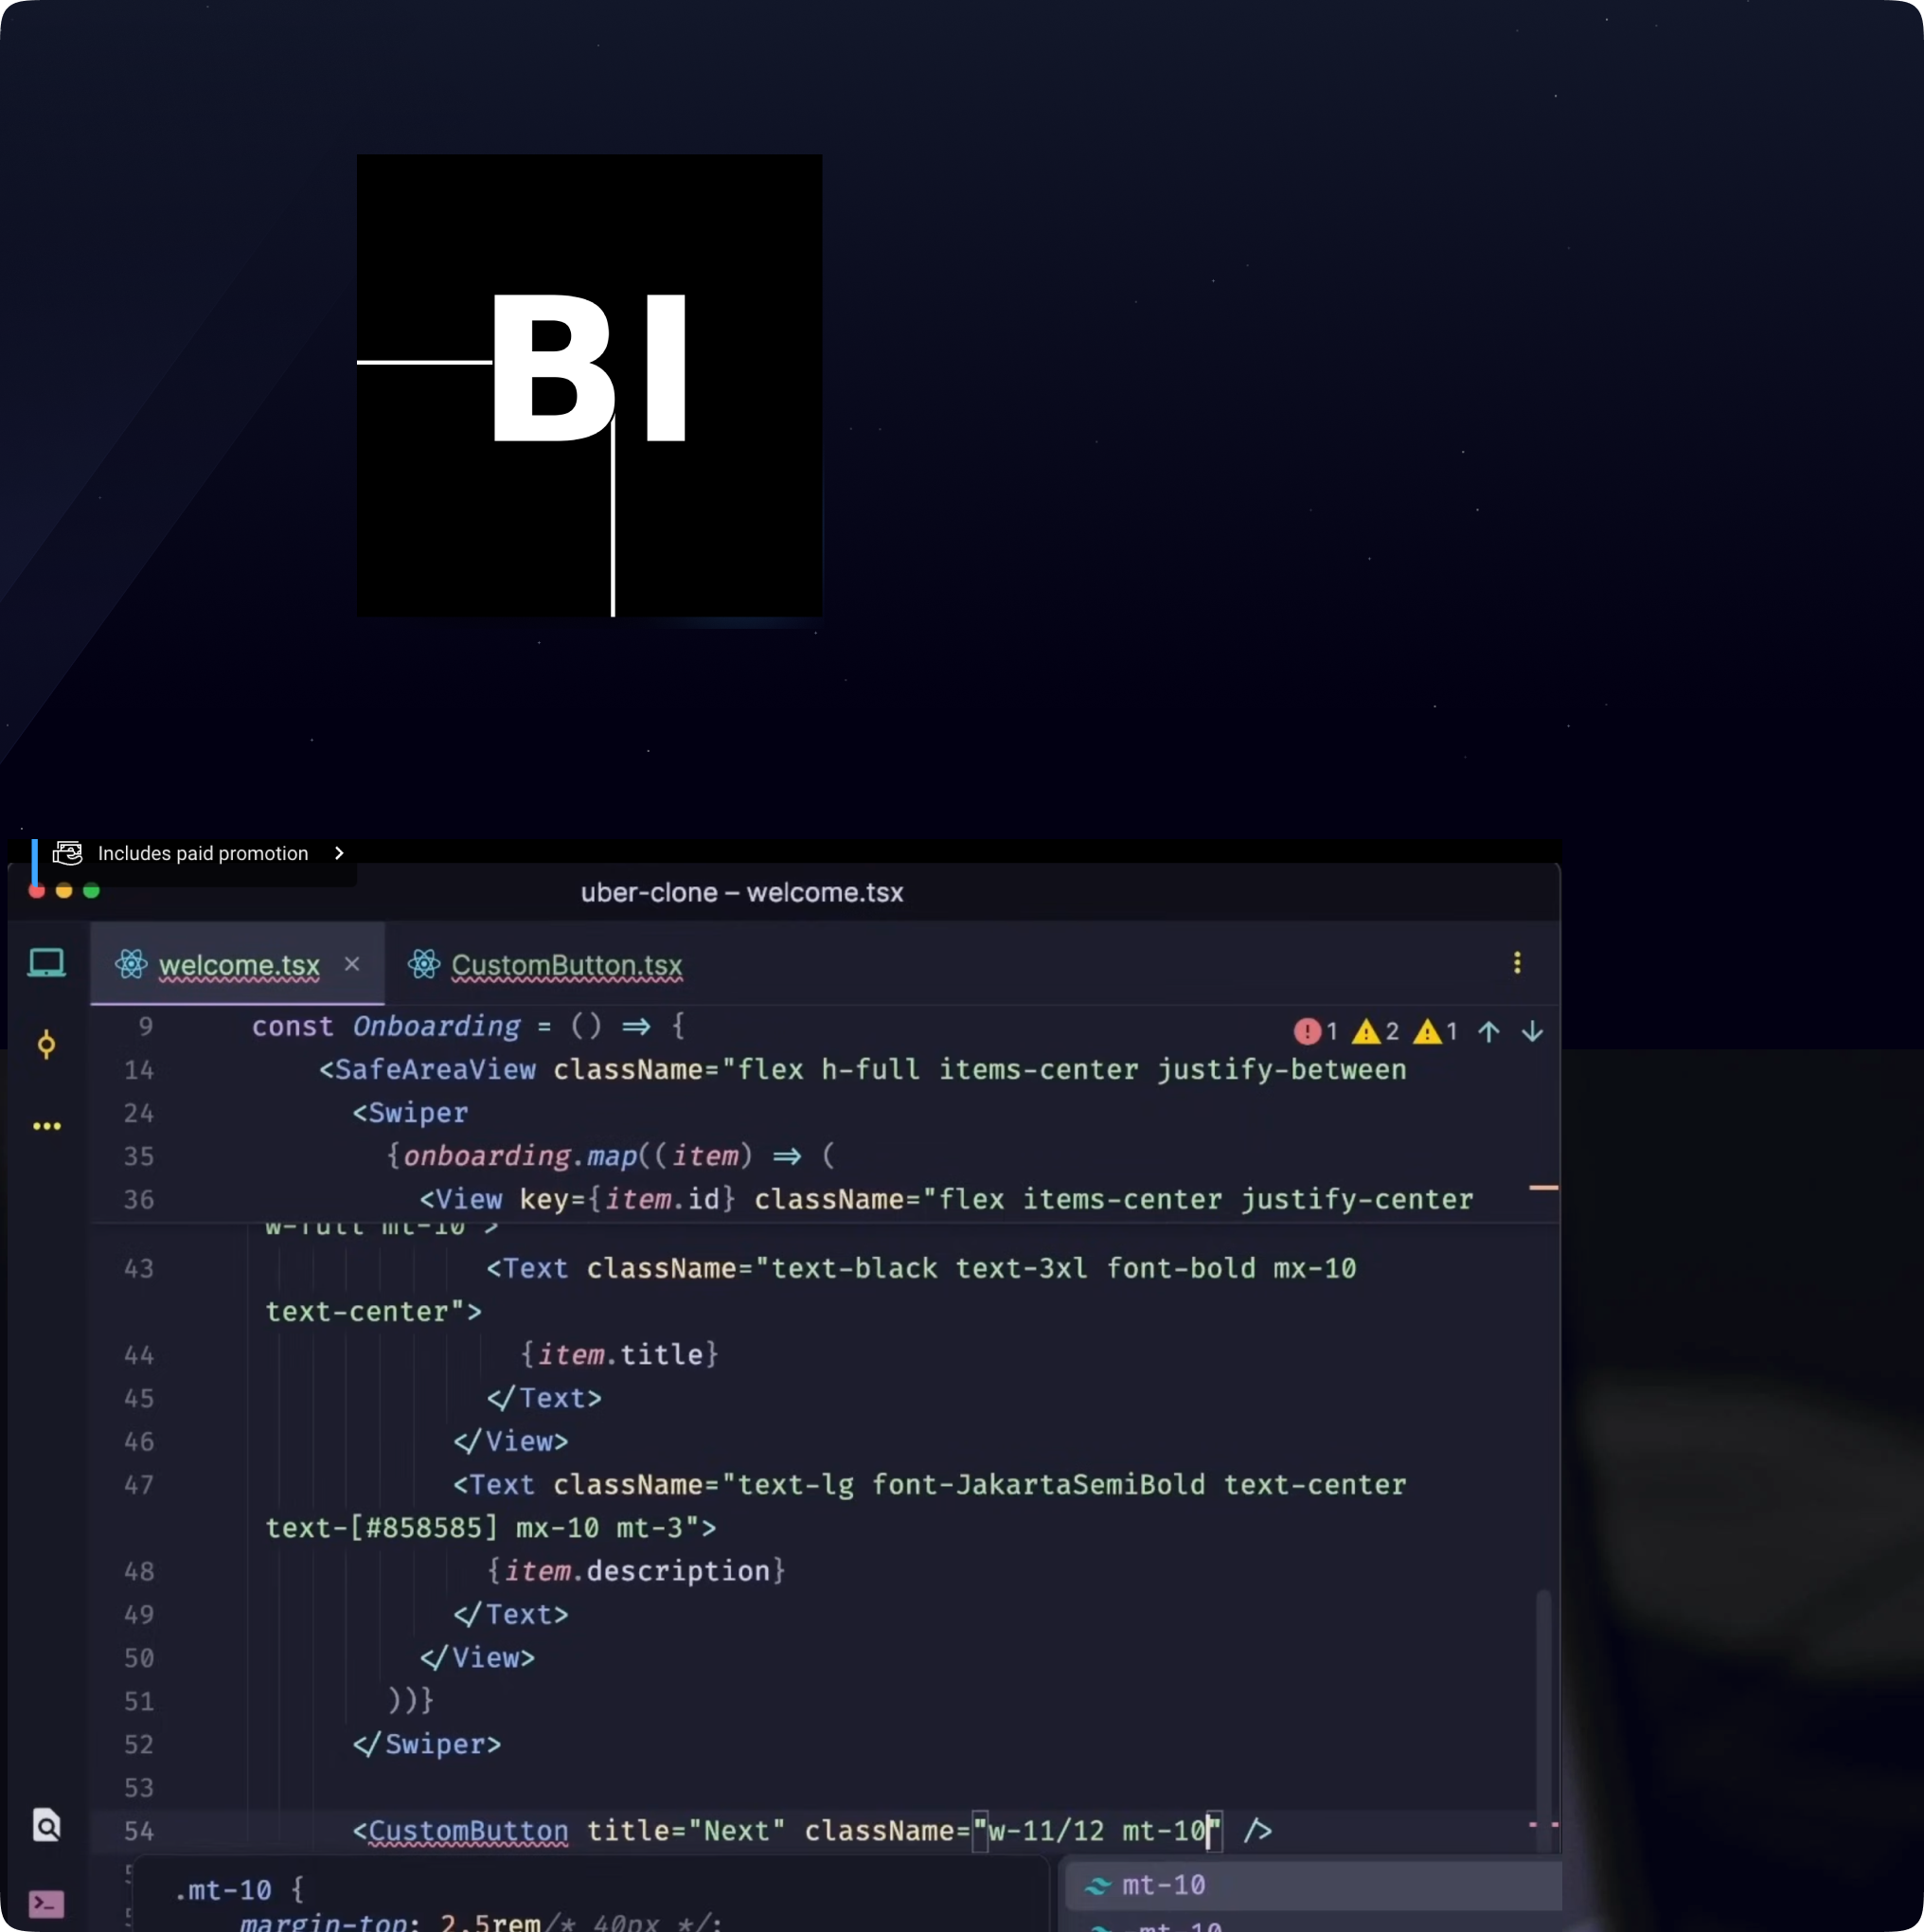 BI
Includes paid promotion
uber-clone – welcome.tsx
welcome.tsx CustomButton.tsx
9 const Onboarding = () => { 1 2 1
14 <SafeAreaView className="flex h-full items-center justify-between
24 <Swiper
35 {onboarding.map((item) => (
36 <View key={item.id} className="flex items-center justify-center
w-full mt-10">
43 <Text className="text-black text-3xl font-bold mx-10
text-center">
44 {item.title}
45 </Text>
46 </View>
47 <Text className="text-lg font-JakartaSemiBold text-center
text-[#858585] mx-10 mt-3">
48 {item.description}
49 </Text>
50 </View>
51 ))}
52 </Swiper>
53
54 <CustomButton title="Next" className="w-11/12 mt-10" />
.mt-10 {
margin-top: 2.5rem/* 40px */;
mt-10
-mt-10